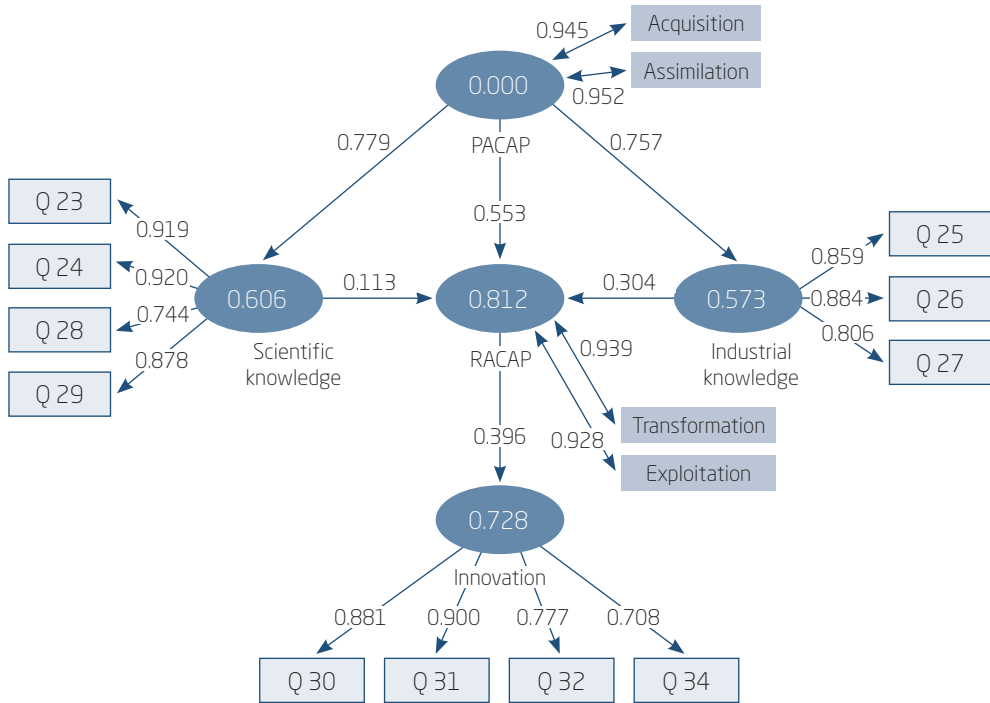 0.945
Acquisition
Assimilation
0.000
0.952
0.779
PACAP
0.757
Q 23
0.919
0.553
Q 25
0.859
Q 24
0.920
0.606
0.113
0.812
0.304
0.573
0.884
Q 26
Q 28
0.744
0.806
0.878
Scientific
knowledge
RACAP
0.939
Industrial
knowledge
Q 27
Q 29
Transformation
0.396
0.928
Exploitation
0.728
Innovation
0.881
0.900
0.777
0.708
Q 30
Q 31
Q 32
Q 34